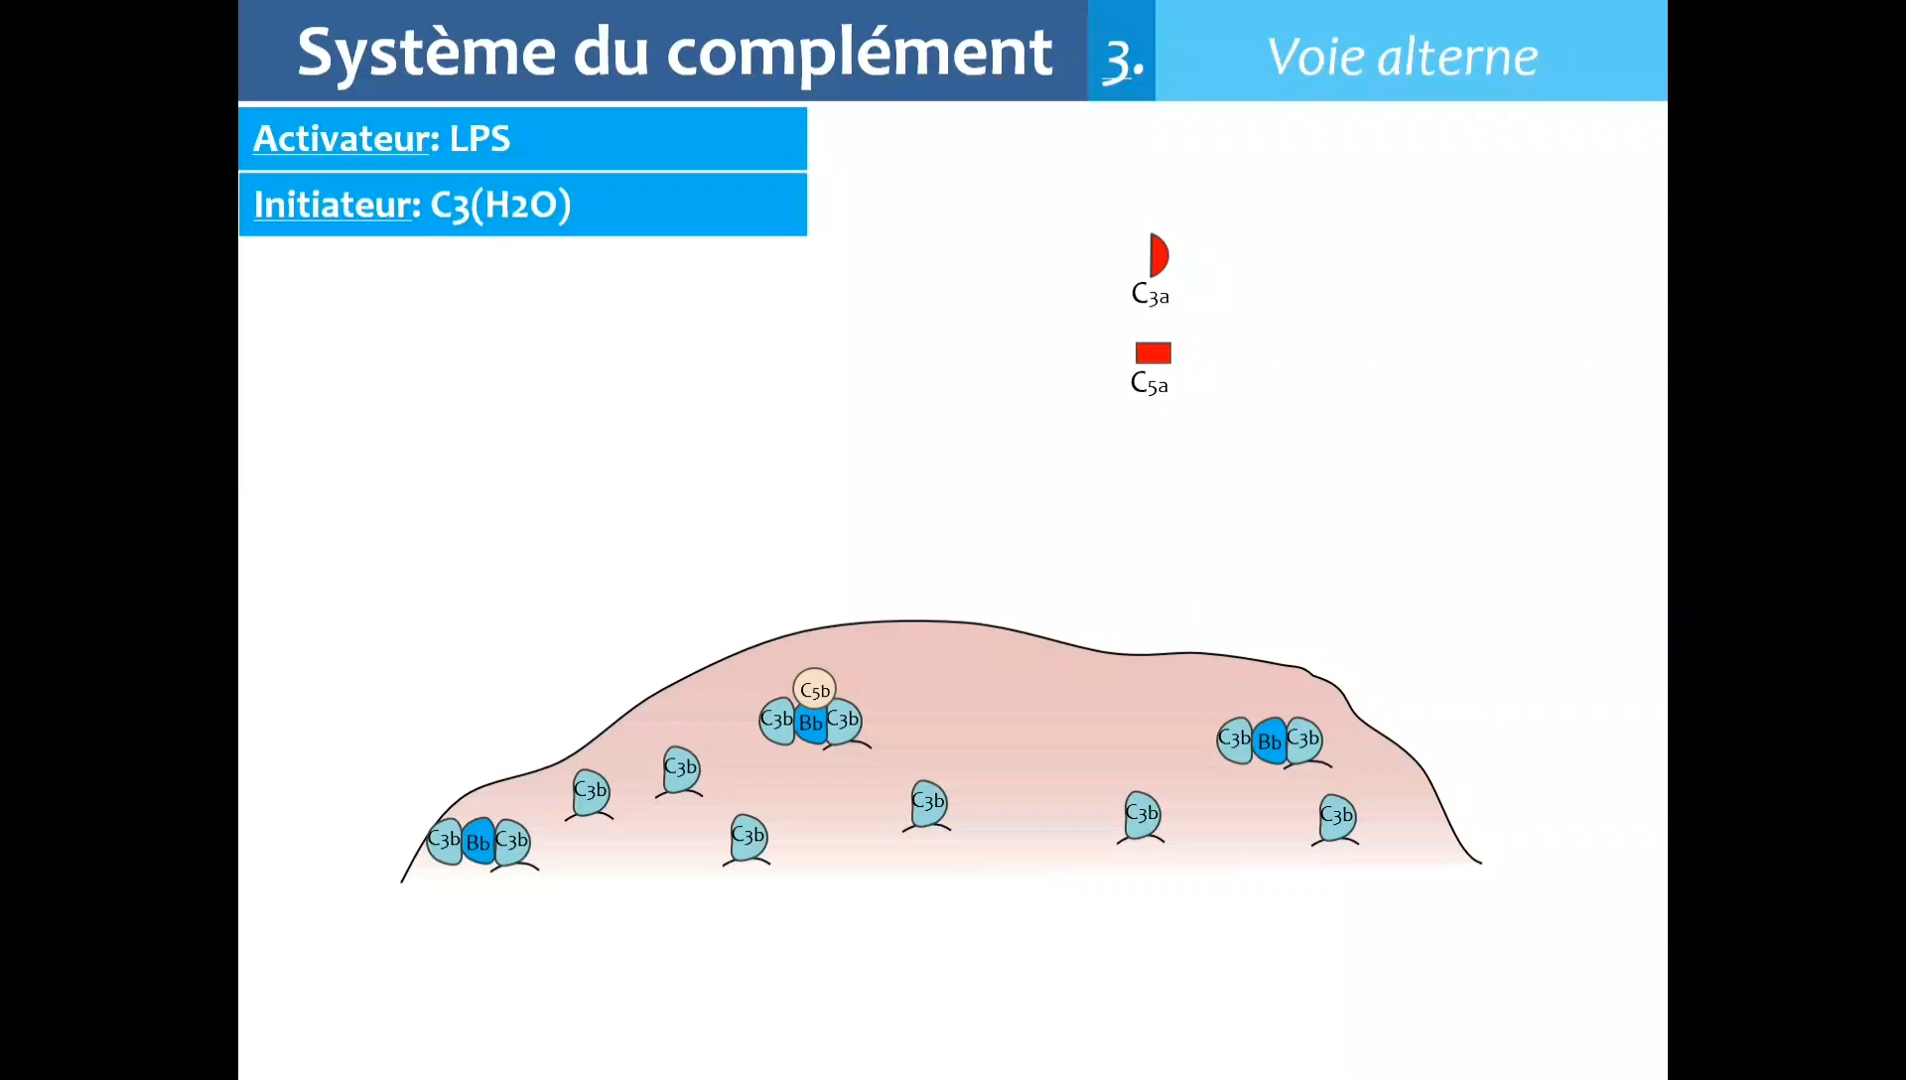 Système du complément 3. Voie alterne
Activateur: LPS
Initiateur: C3(H2O)
C3a
C5a
C5b
C3b Bb C3b
C3b Bb C3b
C3b
C3b
C3b
C3b
C3b
C3b
C3b Bb C3b